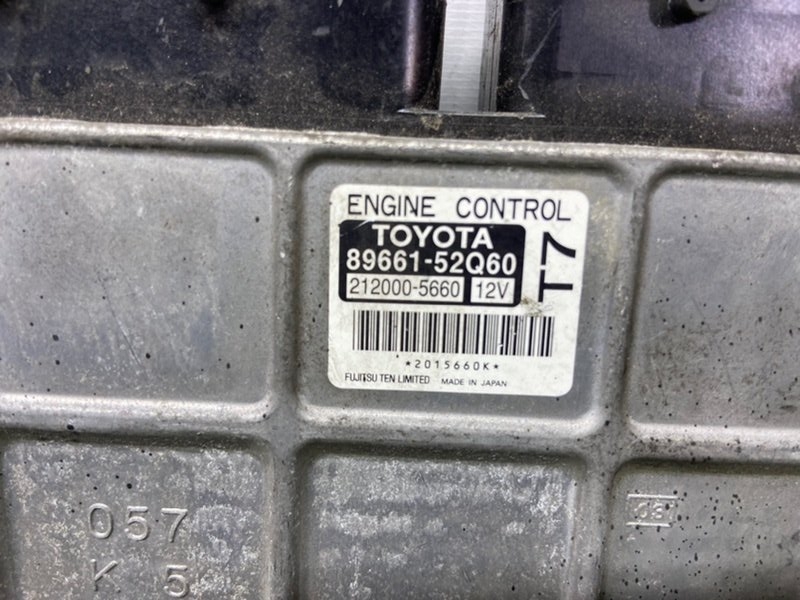 ENGINE CONTROL
TOYOTA
89661-52Q60
212000-5660 12V
T7
*2015660K*
FUJITSU TEN LIMITED MADE IN JAPAN
057
K 5